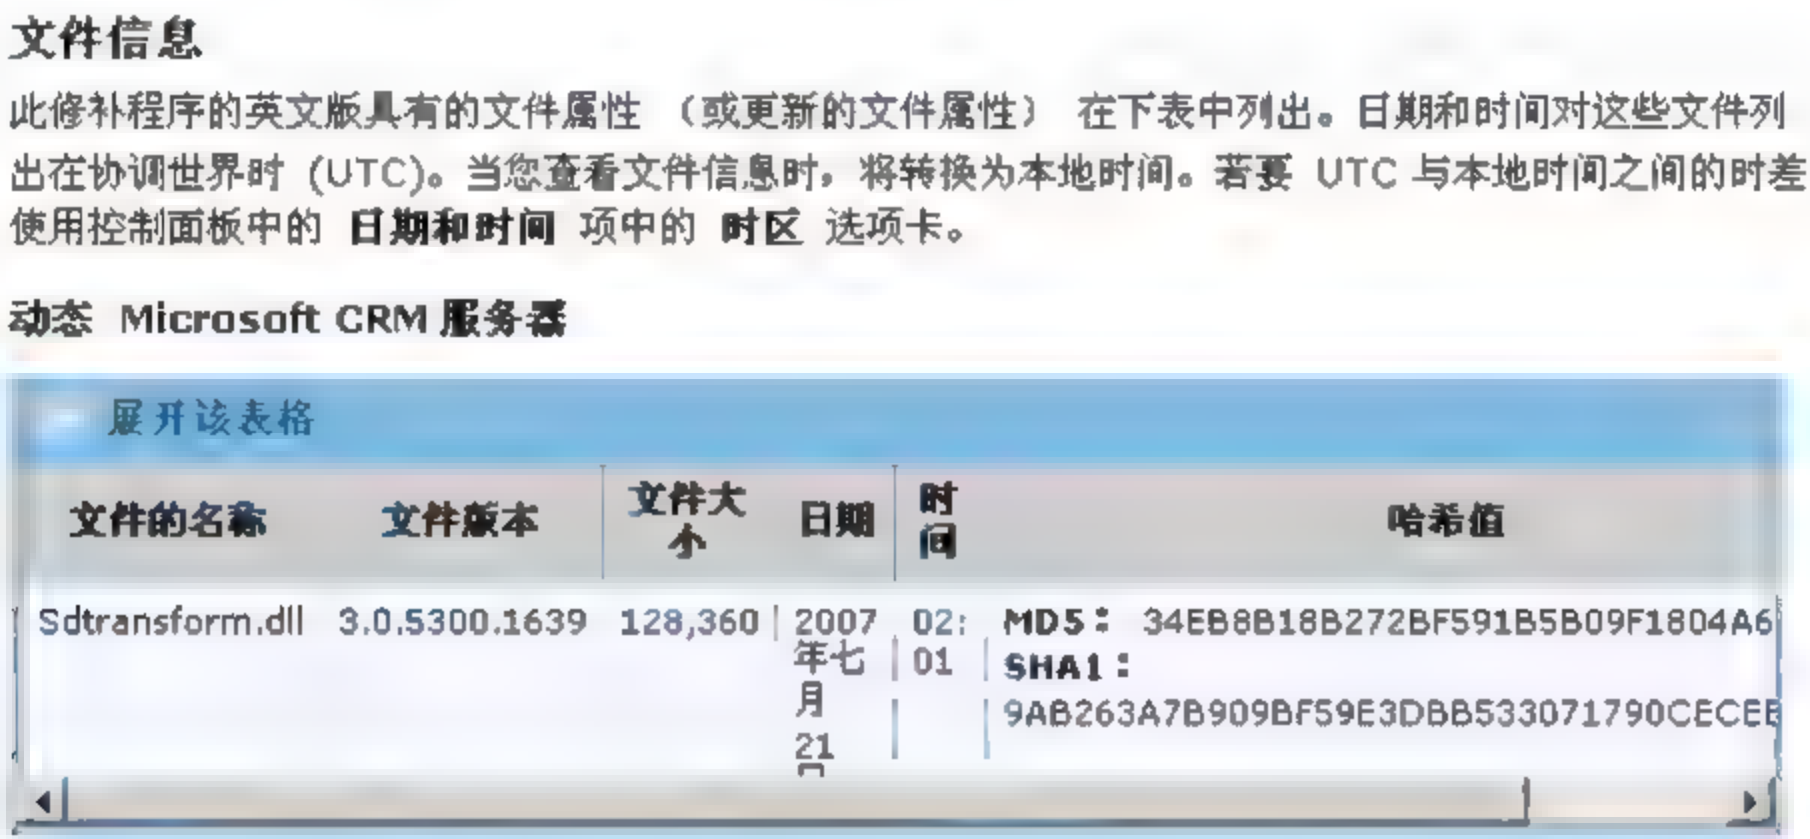 文件信息
此修补程序的英文版具有的文件属性 （或更新的文件属性） 在下表中列出。日期和时间对这些文件列
出在协调世界时 (UTC)。当您查看文件信息时，将转换为本地时间。若要 UTC 与本地时间之间的时差
使用控制面板中的 日期和时间 项中的 时区 选项卡。
动态 Microsoft CRM 服务器
展开该表格
文件的名称 文件版本 文件大小 日期 时间 哈希值
Sdtransform.dll 3.0.5300.1639 128,360 2007 02: MD5： 34EB8B18B272BF591B5B09F1804A6
年七 01 SHA1：
月 9AB263A7B909BF59E3DBB533071790CECEE
21